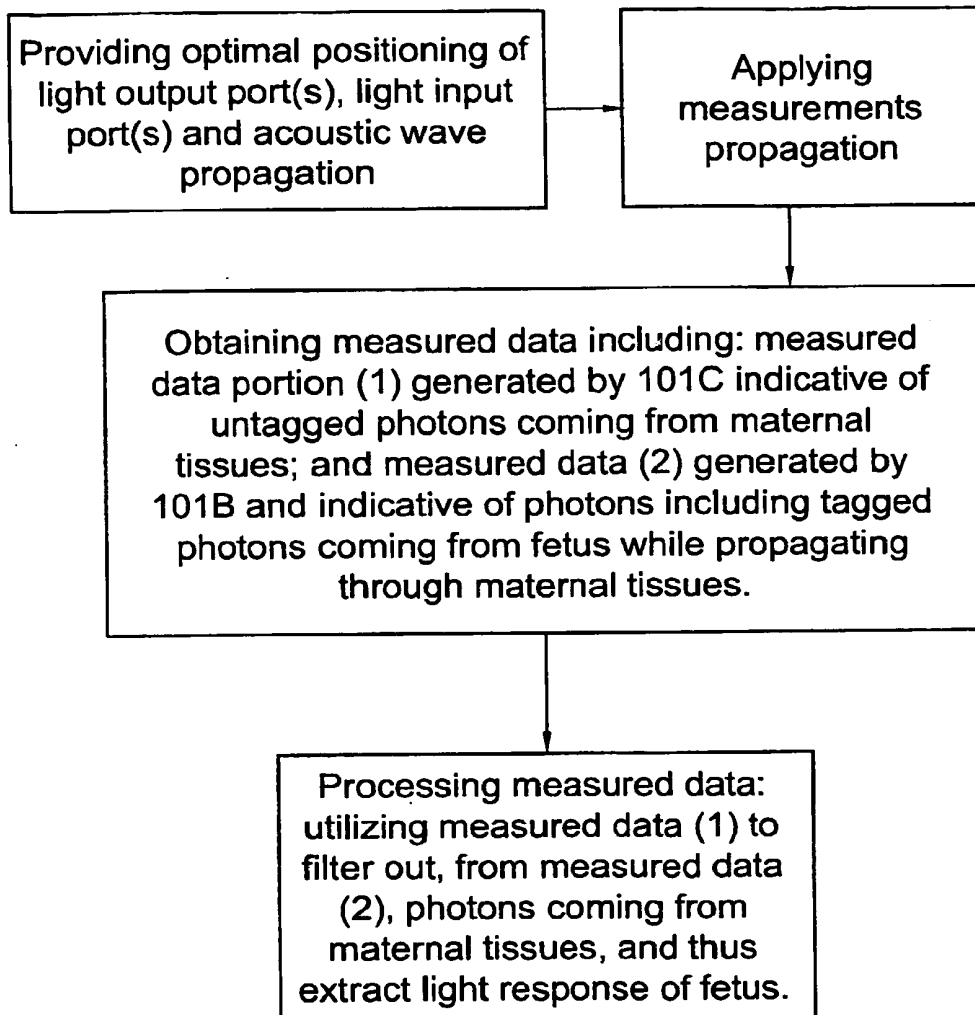 Providing optimal positioning of
light output port(s), light input
port(s) and acoustic wave
propagation
Applying
measurements
propagation
Obtaining measured data including: measured
data portion (1) generated by 101C indicative of
untagged photons coming from maternal
tissues; and measured data (2) generated by
101B and indicative of photons including tagged
photons coming from fetus while propagating
through maternal tissues.
Processing measured data:
utilizing measured data (1) to
filter out, from measured data
(2), photons coming from
maternal tissues, and thus
extract light response of fetus.